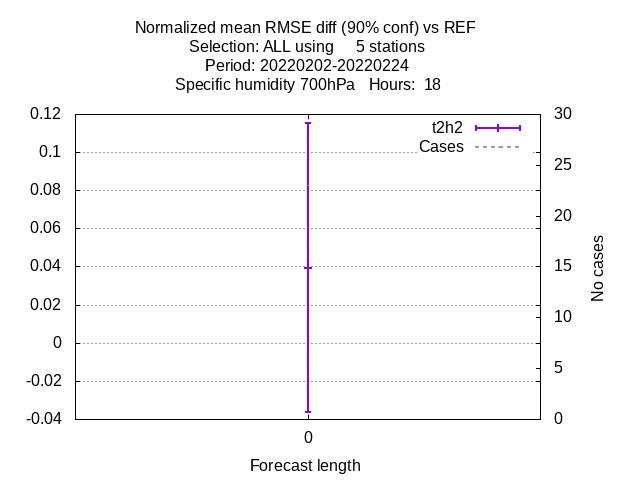 Normalized mean RMSE diff (90% conf) vs REF
Selection: ALL using     5 stations
Period: 20220202-20220224
Specific humidity 700hPa   Hours:  18
0.12
0.1
0.08
0.06
0.04
0.02
0
-0.02
-0.04
t2h2
Cases
30
25
20
15
10
5
0
No cases
0
Forecast length